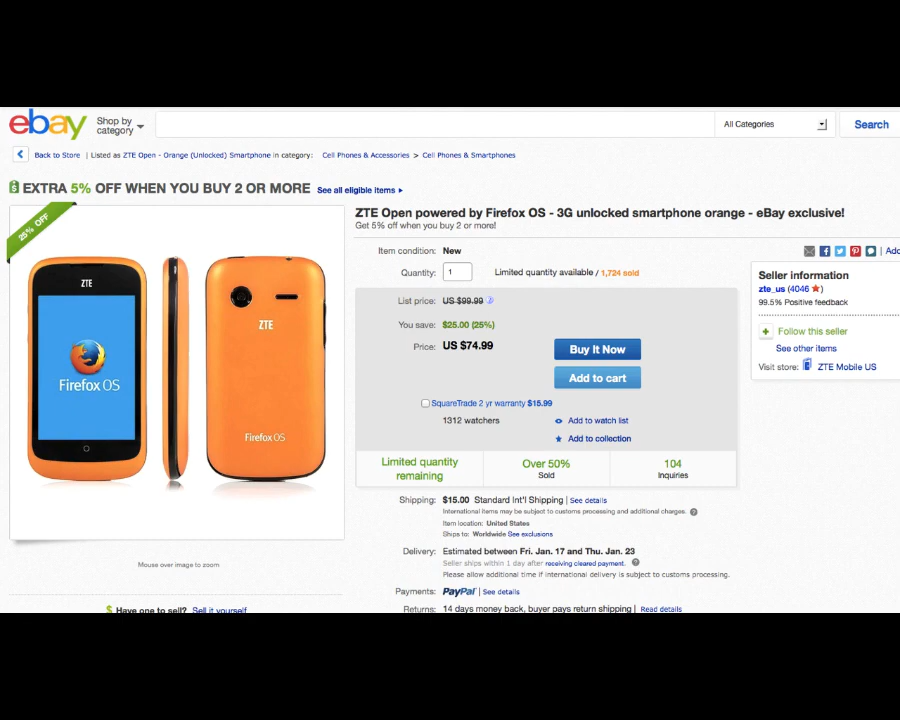 ebay
Shop by
category
All Categories
Search
Back to Store | Listed as ZTE Open - Orange (Unlocked) Smartphone in category: Cell Phones & Accessories > Cell Phones & Smartphones
EXTRA 5% OFF WHEN YOU BUY 2 OR MORE See all eligible items
25% OFF
ZTE
Firefox OS
ZTE
Firefox OS
Mouse over image to zoom
$ Have one to sell? Sell it yourself
ZTE Open powered by Firefox OS - 3G unlocked smartphone orange - eBay exclusive!
Get 5% off when you buy 2 or more!
Item condition: New
Quantity: 1 Limited quantity available / 1,724 sold
List price: US $99.99
You save: $25.00 (25%)
Price: US $74.99
Buy It Now
Add to cart
SquareTrade 2 yr warranty $15.99
1312 watchers
Add to watch list
Add to collection
Limited quantity
remaining
Over 50%
Sold
104
Inquiries
Shipping: $15.00 Standard Int'l Shipping | See details
International items may be subject to customs processing and additional charges.
Item location: United States
Ships to: Worldwide See exclusions
Delivery: Estimated between Fri. Jan. 17 and Thu. Jan. 23
Seller ships within 1 day after receiving cleared payment.
Please allow additional time if international delivery is subject to customs processing.
Payments: PayPal | See details
Returns: 14 days money back, buyer pays return shipping | Read details
| Add
Seller information
zte_us (4046)
99.5% Positive feedback
+ Follow this seller
See other items
Visit store: ZTE Mobile US